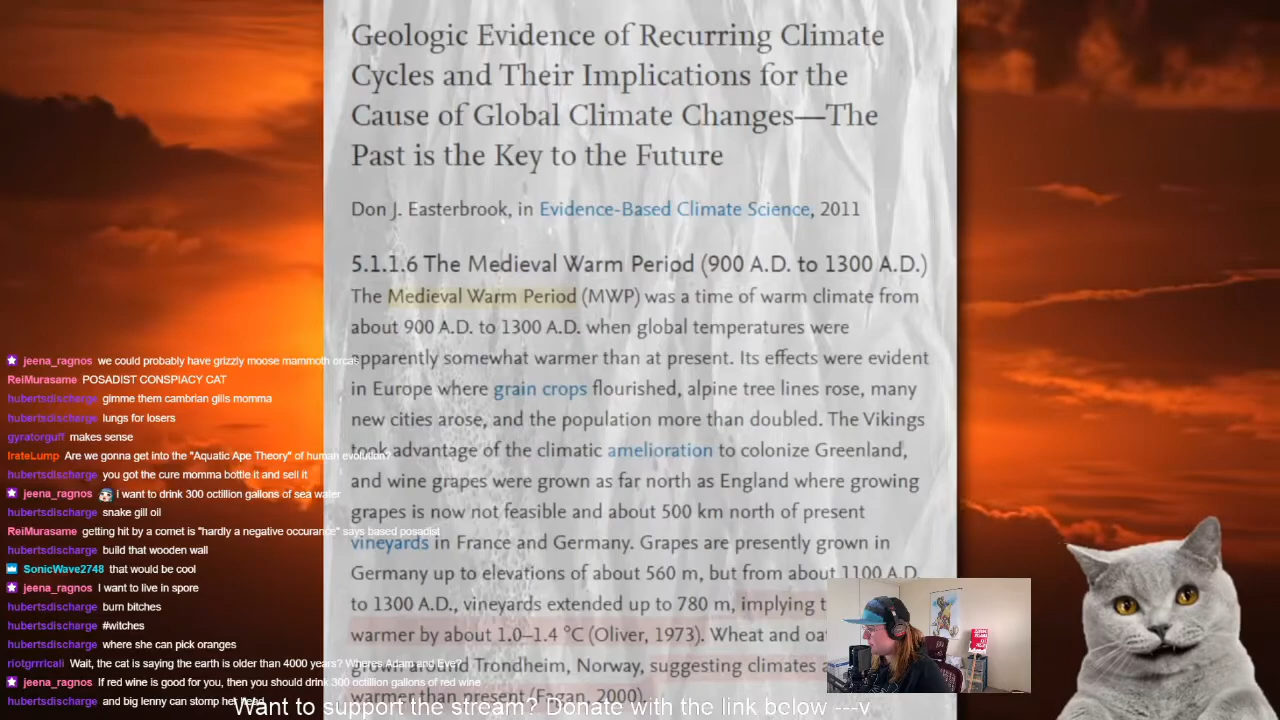 Geologic Evidence of Recurring Climate
Cycles and Their Implications for the
Cause of Global Climate Changes—The
Past is the Key to the Future
Don J. Easterbrook, in Evidence-Based Climate Science, 2011
5.1.1.6 The Medieval Warm Period (900 A.D. to 1300 A.D.)
The Medieval Warm Period (MWP) was a time of warm climate from
about 900 A.D. to 1300 A.D. when global temperatures were
apparently somewhat warmer than at present. Its effects were evident
in Europe where grain crops flourished, alpine tree lines rose, many
new cities arose, and the population more than doubled. The Vikings
took advantage of the climatic amelioration to colonize Greenland,
and wine grapes were grown as far north as England where growing
grapes is now not feasible and about 500 km north of present
vineyards in France and Germany. Grapes are presently grown in
Germany up to elevations of about 560 m, but from about 1100 A.D.
to 1300 A.D., vineyards extended up to 780 m, implying
warmer by about 1.0–1.4 °C (Oliver, 1973). Wheat and
grown around Trondheim, Norway, suggesting climates
warmer than present (Fagan, 2000).
jeena_ragnos we could probably have grizzly moose mammoth orcas
ReiMurasame POSADIST CONSPIACY CAT
hubertsdischarge gimme them cambrian gills momma
hubertsdischarge lungs for losers
gyratorguff makes sense
IrateLump Are we gonna get into the "Aquatic Ape Theory" of human evolution?
hubertsdischarge you got the cure momma bottle it and sell it
jeena_ragnos i want to drink 300 octillion gallons of sea water
hubertsdischarge snake gill oil
ReiMurasame getting hit by a comet is "hardly a negative occurance" says based posadist
hubertsdischarge build that wooden wall
SonicWave2748 that would be cool
jeena_ragnos I want to live in spore
hubertsdischarge burn bitches
hubertsdischarge #witches
hubertsdischarge where she can pick oranges
riotgrrrlcali Wait, the cat is saying the earth is older than 4000 years? Wheres Adam and Eve?
jeena_ragnos If red wine is good for you, then you should drink 300 octillion gallons of red wine
hubertsdischarge and big lenny can stomp her head
Want to support the stream? Donate with the link below ---v